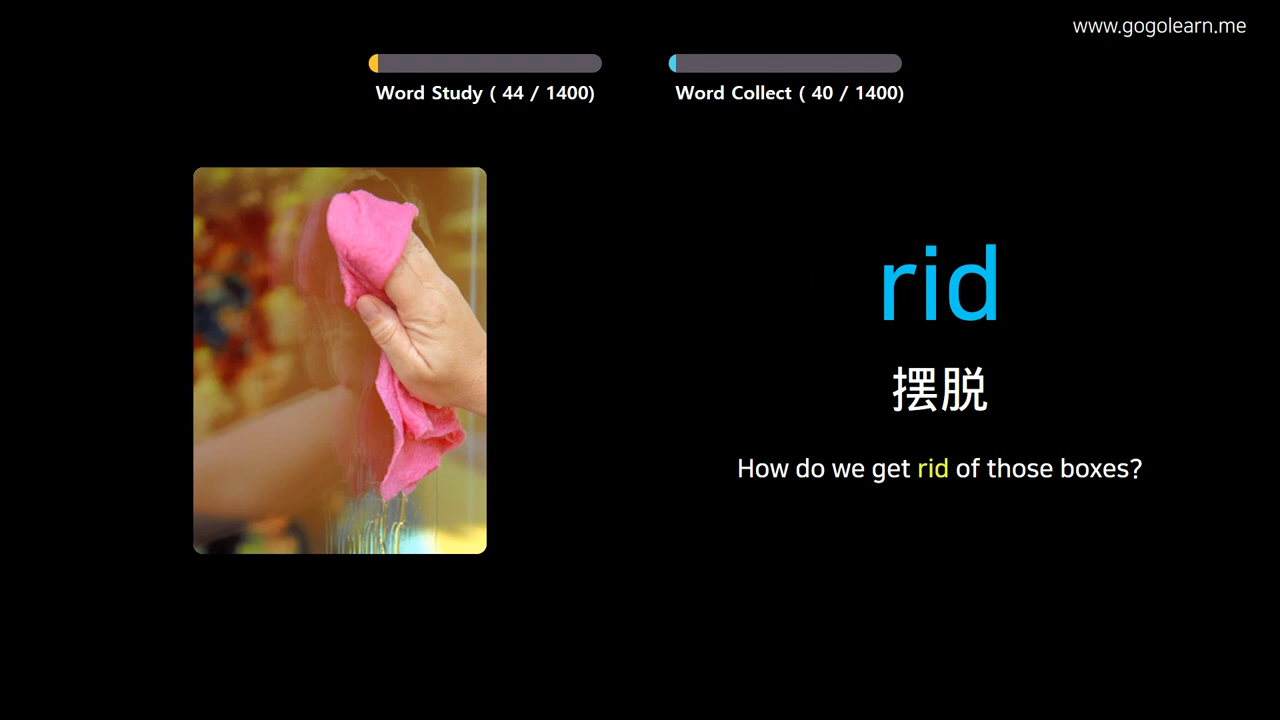 www.gogolearn.me
Word Study ( 44 / 1400)
Word Collect ( 40 / 1400)
rid
摆脱
How do we get rid of those boxes?